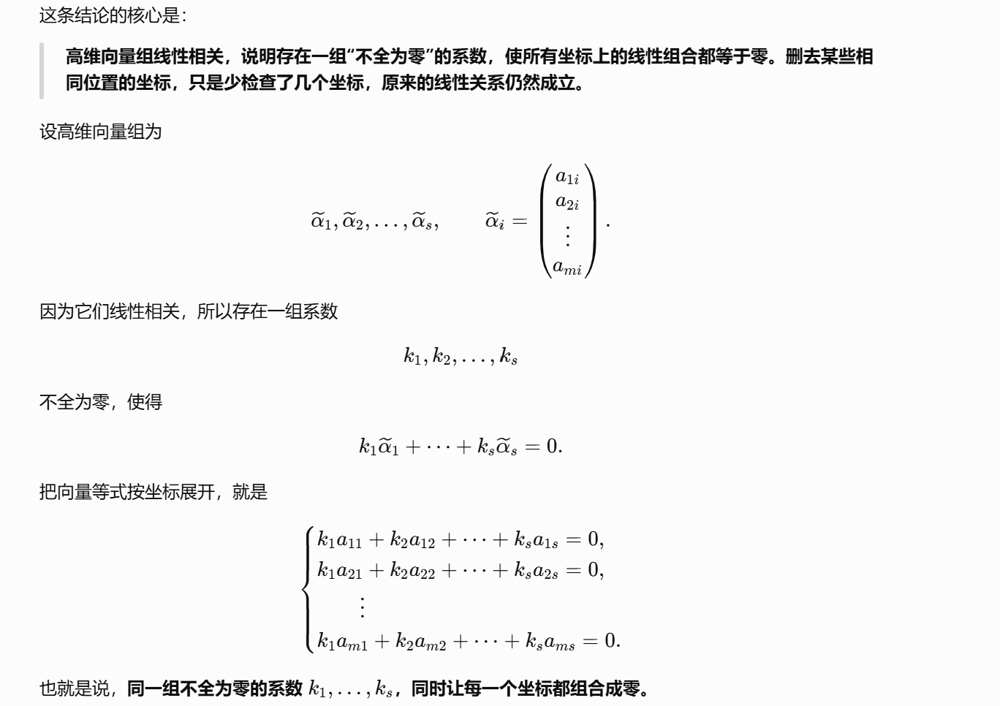 这条结论的核心是：
高维向量组线性相关，说明存在一组“不全为零”的系数，使所有坐标上的线性组合都等于零。删去某些相
同位置的坐标，只是少检查了几个坐标，原来的线性关系仍然成立。
设高维向量组为
$\widetilde{\alpha}_1, \widetilde{\alpha}_2, \ldots, \widetilde{\alpha}_s, \qquad \widetilde{\alpha}_i = \begin{pmatrix} a_{1i} \\ a_{2i} \\ \vdots \\ a_{mi} \end{pmatrix}.$
因为它们线性相关，所以存在一组系数
$k_1, k_2, \ldots, k_s$
不全为零，使得
$k_1\widetilde{\alpha}_1 + \cdots + k_s\widetilde{\alpha}_s = 0.$
把向量等式按坐标展开，就是
$\begin{cases} k_1a_{11} + k_2a_{12} + \cdots + k_sa_{1s} = 0, \\ k_1a_{21} + k_2a_{22} + \cdots + k_sa_{2s} = 0, \\ \qquad \vdots \\ k_1a_{m1} + k_2a_{m2} + \cdots + k_sa_{ms} = 0. \end{cases}$
也就是说，同一组不全为零的系数 $k_1, \ldots, k_s$，同时让每一个坐标都组合成零。